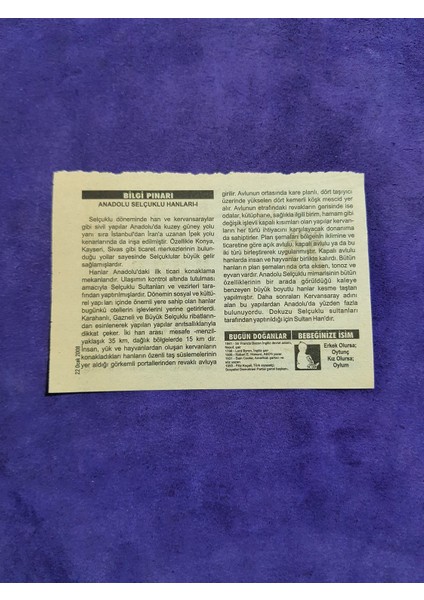 BİLGİ PINARI
ANADOLU SELÇUKLU HANLARI-I
Selçuklu döneminde han ve kervansaraylar
gibi sivil yapılar Anadolu'da kuzey güney yolu
yanı sıra İstanbul'dan İran'a uzanan İpek yolu
kenarlarında da inşa edilmiştir. Özellikle Konya,
Kayseri, Sivas gibi ticaret merkezlerinin bulun-
duğu yollar sayesinde Selçuklular büyük gelir
sağlamışlardır.
Hanlar Anadolu'daki ilk ticari konaklama
mekanlarıdır. Ulaşımın kontrol altında tutulması
amacıyla Selçuklu Sultanları ve vezirleri tarafın-
dan yaptırılmışlardır. Dönemin sosyal ve kültü-
rel yapıları içinde önemli yere sahip olan hanlar
bugünkü otellerin işlevlerini yerine getirirlerdi.
Karahanlı, Gazneli ve Büyük Selçuklu ribatların-
dan esinlenerek yapılan yapılar anıtsallıklarıyla
dikkat çeker. İki han arası mesafe -menzil-
yaklaşık 35 km, dağlık bölgelerde 15 km dir.
İnsan, yük ve hayvanlardan oluşan kervanların
konakladıkları hanların özenli taş süslemelerinin
yer aldığı görkemli portallerinden revaklı avluya
22 Ocak 2008
girilir. Avlunun ortasında kare planlı, dört taşıyıcı
üzerinde yükselen dört kemerli köşk mescid yer
alır. Avlunun etrafındaki revakların gerisinde ise
odalar, kütüphane, sağlıkla ilgili birim, hamam gibi
değişik işlevli kapalı kısımları olan yapılar kervan-
ların her türlü ihtiyacını karşılayacak donanıma
da sahiptirler. Plan şemaları bölgenin iklimine ve
ticaretine göre açık avlulu, kapalı avlulu ya da bu
iki türü birleştirerek uygulanmıştır. Kapalı avlulu
hanlarda insan ve hayvanlar birlikte kalırdı. Bütün
hanların plan şemalarında orta eksen, tonoz ve
eyvan vardır. Anadolu Selçuklu mimarisinin bütün
özelliklerinin bir arada görüldüğü kaleye
benzeyen büyük boyutlu hanlar kesme taştan
yapılmıştır. Daha sonraları Kervansaray adını
alan bu yapılardan Anadolu'da yüzden fazla
bulunuyordu. Dokuzu Selçuklu sultanları
tarafından yaptırıldığı için Sultan Han'dır.
BUGÜN DOĞANLAR
BEBEĞİNİZE İSİM
Erkek Olursa;
Oytunç
Kız Olursa;
Oylum